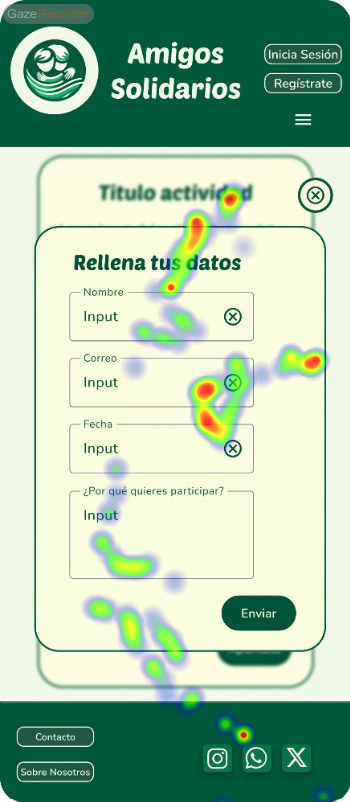 GazeRecorder
Amigos
Solidarios
Inicia Sesión
Regístrate
Titulo actividad
Rellena tus datos
Nombre
Input
Correo
Input
Fecha
Input
¿Por qué quieres participar?
Input
Enviar
Contacto
Sobre Nosotros